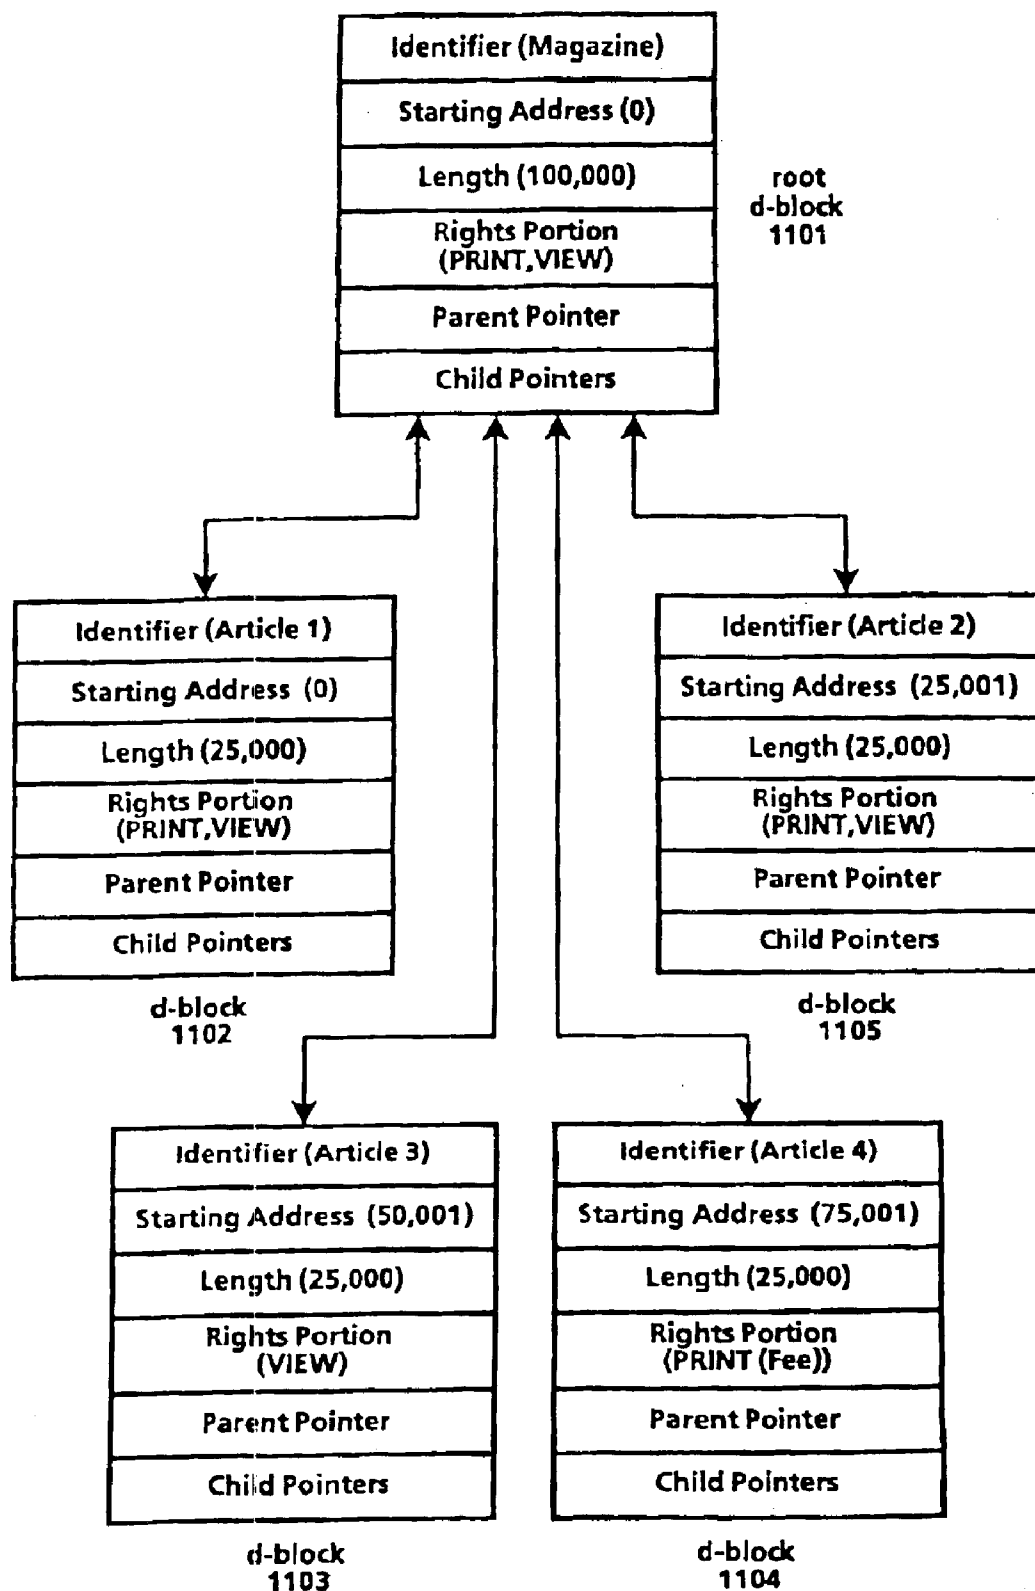 Identifier (Magazine)
Starting Address (0)
Length (100,000)
Rights Portion
(PRINT,VIEW)
Parent Pointer
Child Pointers
root
d-block
1101
Identifier (Article 1)
Starting Address (0)
Length (25,000)
Rights Portion
(PRINT,VIEW)
Parent Pointer
Child Pointers
d-block
1102
Identifier (Article 2)
Starting Address (25,001)
Length (25,000)
Rights Portion
(PRINT,VIEW)
Parent Pointer
Child Pointers
d-block
1105
Identifier (Article 3)
Starting Address (50,001)
Length (25,000)
Rights Portion
(VIEW)
Parent Pointer
Child Pointers
d-block
1103
Identifier (Article 4)
Starting Address (75,001)
Length (25,000)
Rights Portion
(PRINT (Fee))
Parent Pointer
Child Pointers
d-block
1104